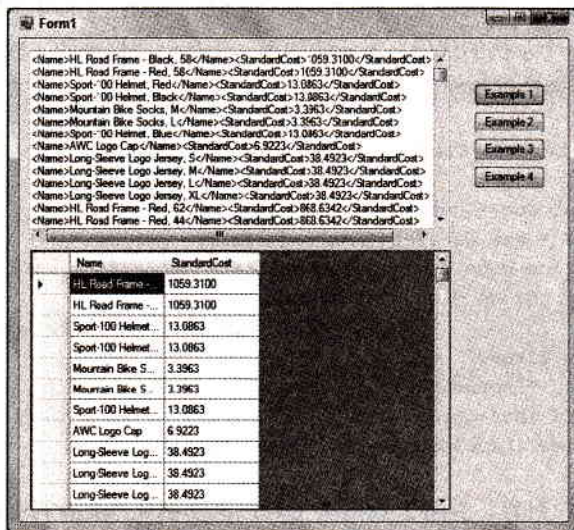 Form1
<Name>HL Road Frame - Black, 58</Name><StandardCost>1059.3100</StandardCost>
<Name>HL Road Frame - Red, 58</Name><StandardCost>1059.3100</StandardCost>
<Name>Sport-100 Helmet, Red</Name><StandardCost>13.0863</StandardCost>
<Name>Sport-100 Helmet, Black</Name><StandardCost>13.0863</StandardCost>
<Name>Mountain Bike Socks, M</Name><StandardCost>3.3963</StandardCost>
<Name>Mountain Bike Socks, L</Name><StandardCost>3.3963</StandardCost>
<Name>Sport-100 Helmet, Blue</Name><StandardCost>13.0863</StandardCost>
<Name>AWC Logo Cap</Name><StandardCost>6.9223</StandardCost>
<Name>Long-Sleeve Logo Jersey, S</Name><StandardCost>38.4923</StandardCost>
<Name>Long-Sleeve Logo Jersey, M</Name><StandardCost>38.4923</StandardCost>
<Name>Long-Sleeve Logo Jersey, L</Name><StandardCost>38.4923</StandardCost>
<Name>Long-Sleeve Logo Jersey, XL</Name><StandardCost>38.4923</StandardCost>
<Name>HL Road Frame - Red, 62</Name><StandardCost>868.6342</StandardCost>
<Name>HL Road Frame - Red, 44</Name><StandardCost>868.6342</StandardCost>
Example 1
Example 2
Example 3
Example 4
Name StandardCost
HL Road Frame -... 1059.3100
HL Road Frame -... 1059.3100
Sport-100 Helmet... 13.0863
Sport-100 Helmet... 13.0863
Mountain Bike S... 3.3963
Mountain Bike S... 3.3963
Sport-100 Helmet... 13.0863
AWC Logo Cap 6.9223
Long-Sleeve Log... 38.4923
Long-Sleeve Log... 38.4923
Long-Sleeve Log... 38.4923